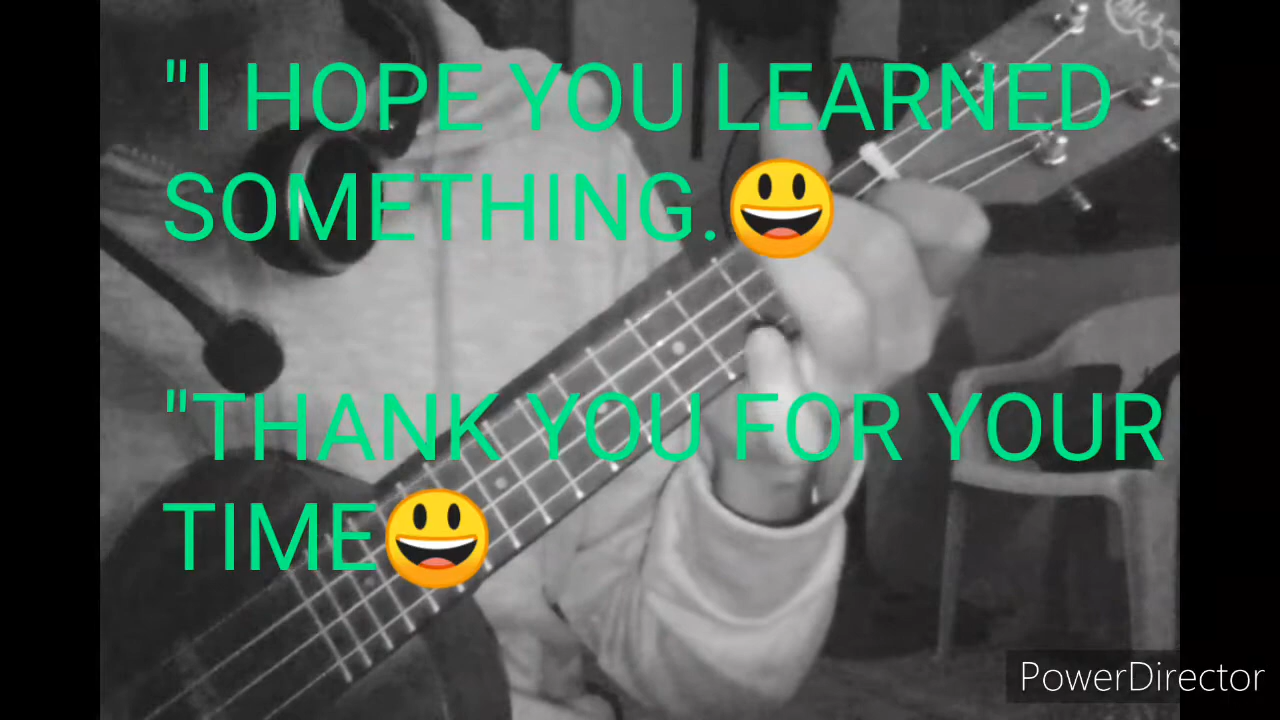 "I HOPE YOU LEARNED
SOMETHING.😃
"THANK YOU FOR YOUR
TIME😃
PowerDirector